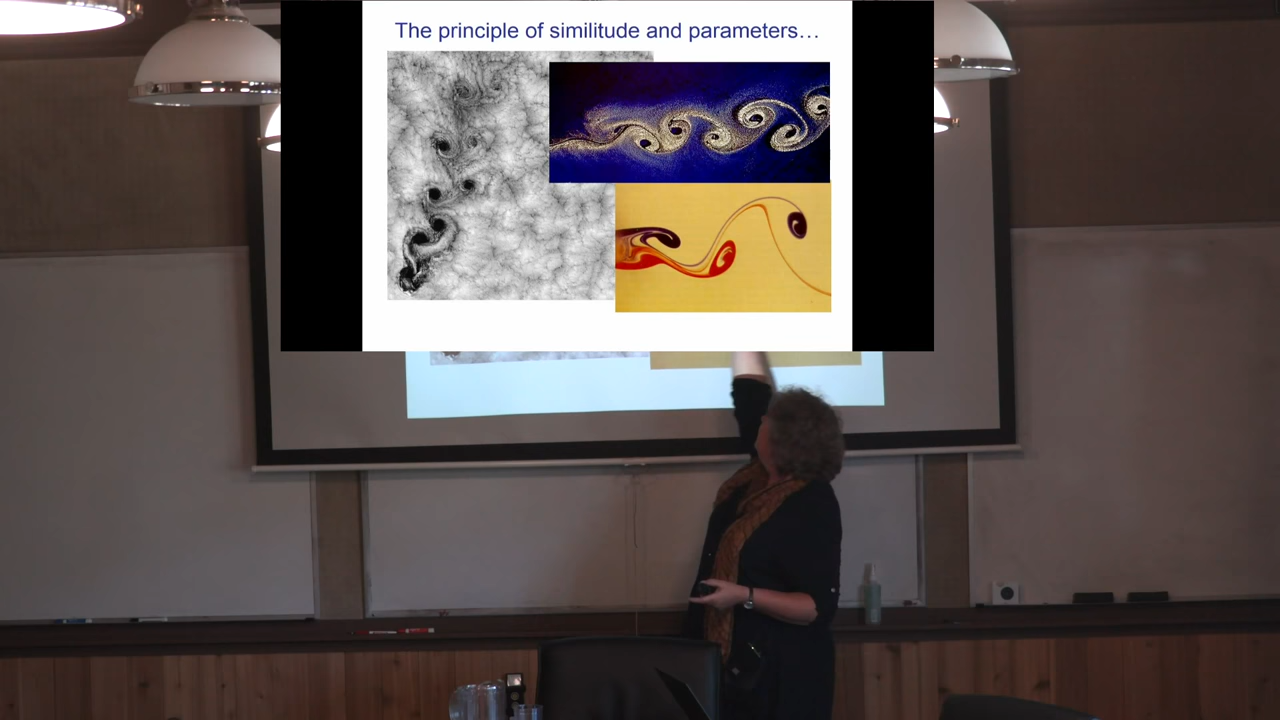 The principle of similitude and parameters…